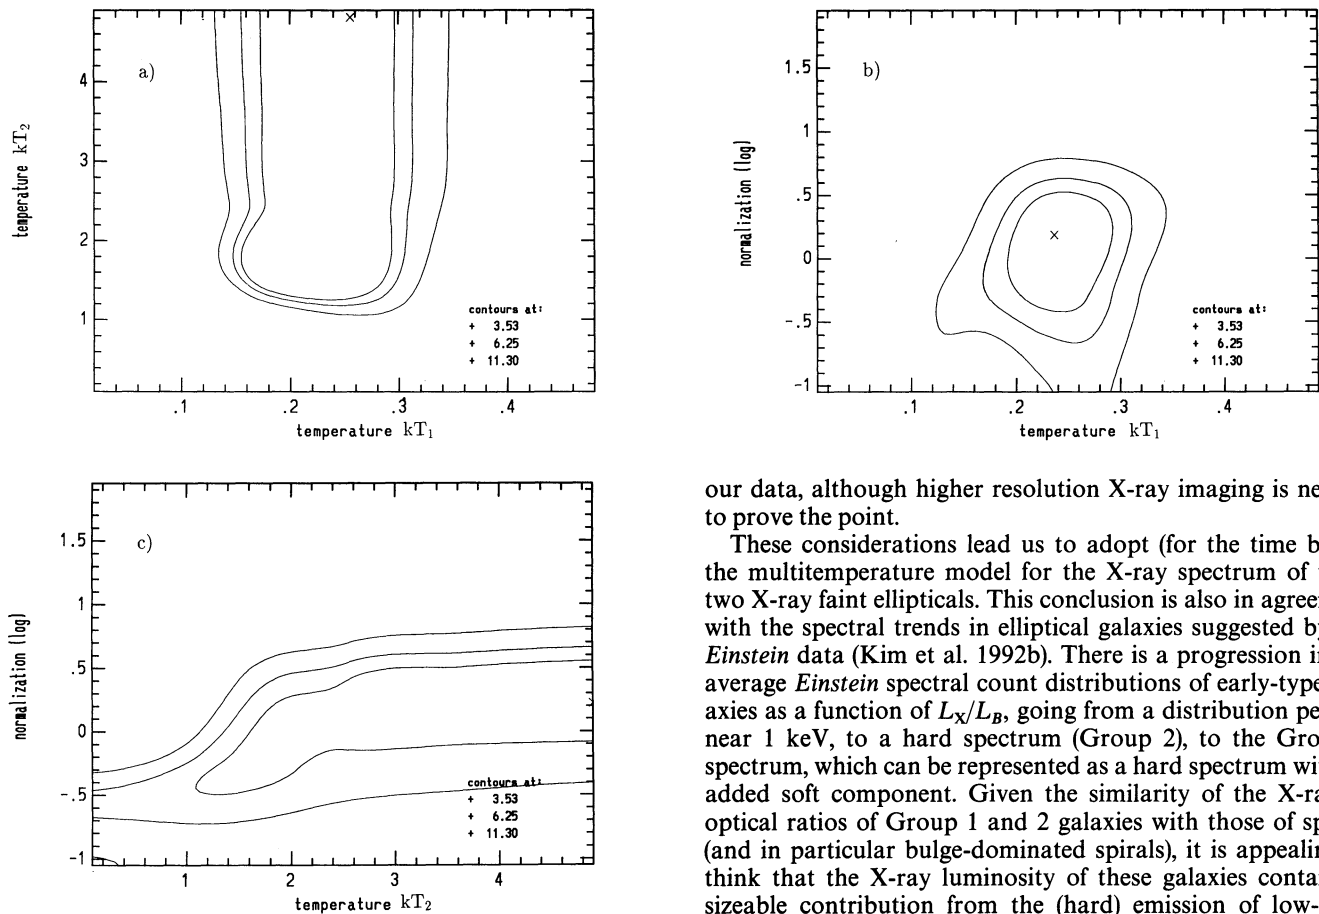 a)
4
3
2
1
temperature kT2
.1 .2 .3 .4
temperature kT1
contours at:
+ 3.53
+ 6.25
+ 11.30
b)
1.5
1
.5
0
-.5
-1
normalization (log)
.1 .2 .3 .4
temperature kT1
contours at:
+ 3.53
+ 6.25
+ 11.30
c)
1.5
1
.5
0
-.5
-1
normalization (log)
1 2 3 4
temperature kT2
contours at:
+ 3.53
+ 6.25
+ 11.30
our data, although higher resolution X-ray imaging is ne
to prove the point.
These considerations lead us to adopt (for the time b
the multitemperature model for the X-ray spectrum of
two X-ray faint ellipticals. This conclusion is also in agree
with the spectral trends in elliptical galaxies suggested b
Einstein data (Kim et al. 1992b). There is a progression i
average Einstein spectral count distributions of early-type
axies as a function of LX/LB, going from a distribution pe
near 1 keV, to a hard spectrum (Group 2), to the Gro
spectrum, which can be represented as a hard spectrum wi
added soft component. Given the similarity of the X-ra
optical ratios of Group 1 and 2 galaxies with those of sp
(and in particular bulge-dominated spirals), it is appealin
think that the X-ray luminosity of these galaxies conta
sizeable contribution from the (hard) emission of low-